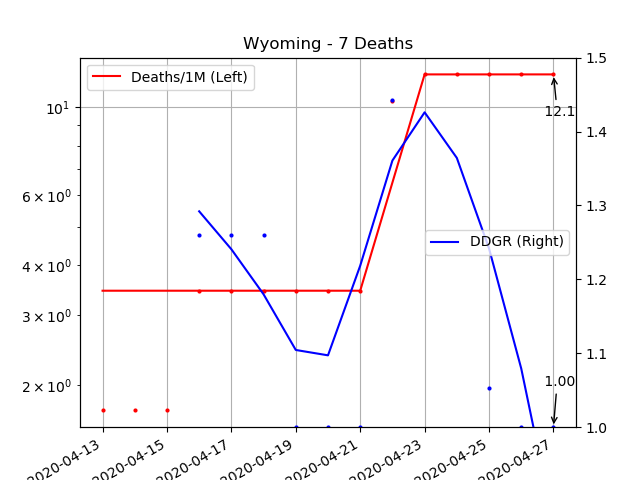 Wyoming - 7 Deaths
Deaths/1M (Left)
DDGR (Right)
12.1
1.00
10¹
6 × 10⁰
4 × 10⁰
3 × 10⁰
2 × 10⁰
1.5
1.4
1.3
1.2
1.1
1.0
2020-04-13
2020-04-15
2020-04-17
2020-04-19
2020-04-21
2020-04-23
2020-04-25
2020-04-27